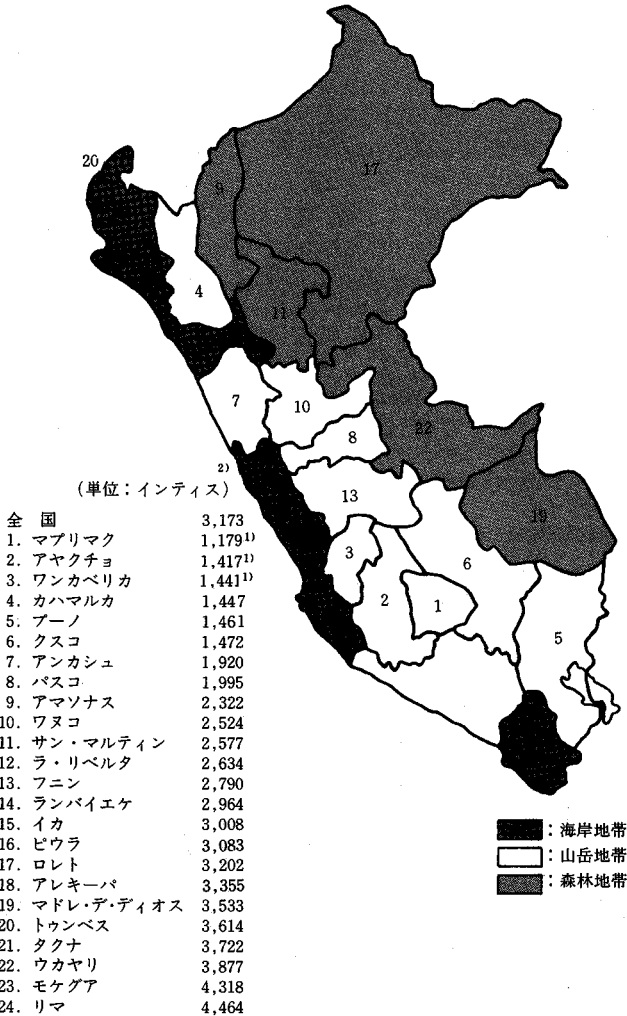 20
17
9
4
11
7
10
8
22
2)
(単位:インティス)
13
19
全 国 3,173
1. マプリマク 1,179¹⁾
2. アヤクチョ 1,417¹⁾
3. ワンカベリカ 1,441¹⁾
4. カハマルカ 1,447
5. プーノ 1,461
6. クスコ 1,472
7. アンカシュ 1,920
8. パスコ 1,995
9. アマソナス 2,322
10. ワヌコ 2,524
11. サン・マルティン 2,577
12. ラ・リベルタ 2,634
13. フニン 2,790
14. ランバイエケ 2,964
15. イカ 3,008
16. ピウラ 3,083
17. ロレト 3,202
18. アレキーパ 3,355
19. マドレ・デ・ディオス 3,533
20. トゥンベス 3,614
21. タクナ 3,722
22. ウカヤリ 3,877
23. モケグア 4,318
24. リマ 4,464
3
6
2
1
5
:海岸地帯
:山岳地帯
:森林地帯